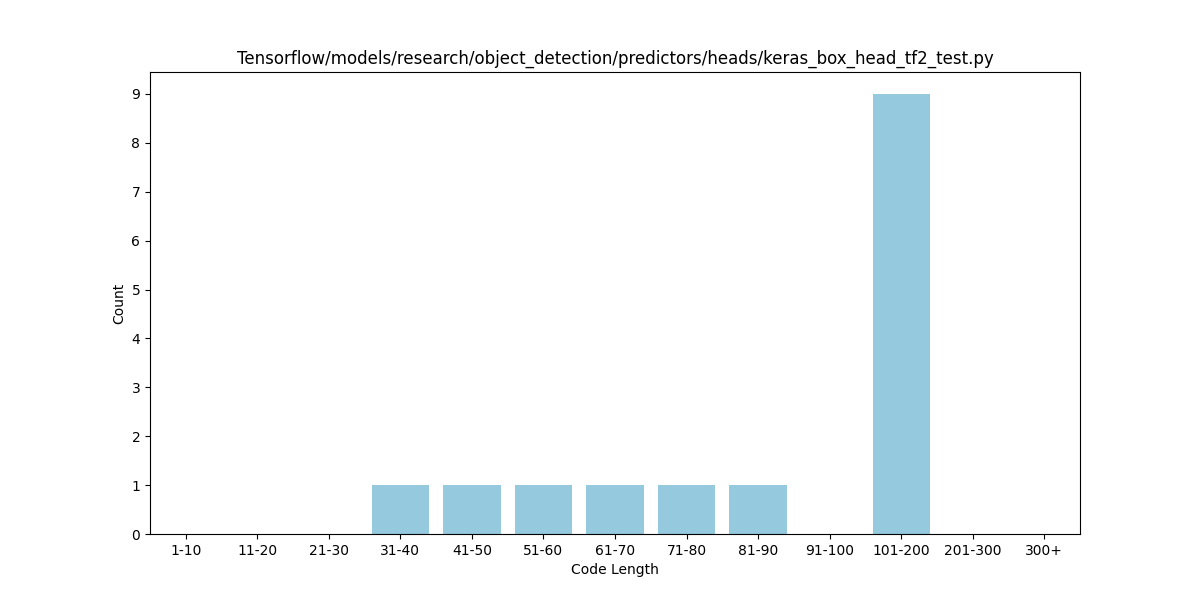 Tensorflow/models/research/object_detection/predictors/heads/keras_box_head_tf2_test.py
9
8
7
6
5
4
3
2
1
0
Count
1-10 11-20 21-30 31-40 41-50 51-60 61-70 71-80 81-90 91-100 101-200 201-300 300+
Code Length